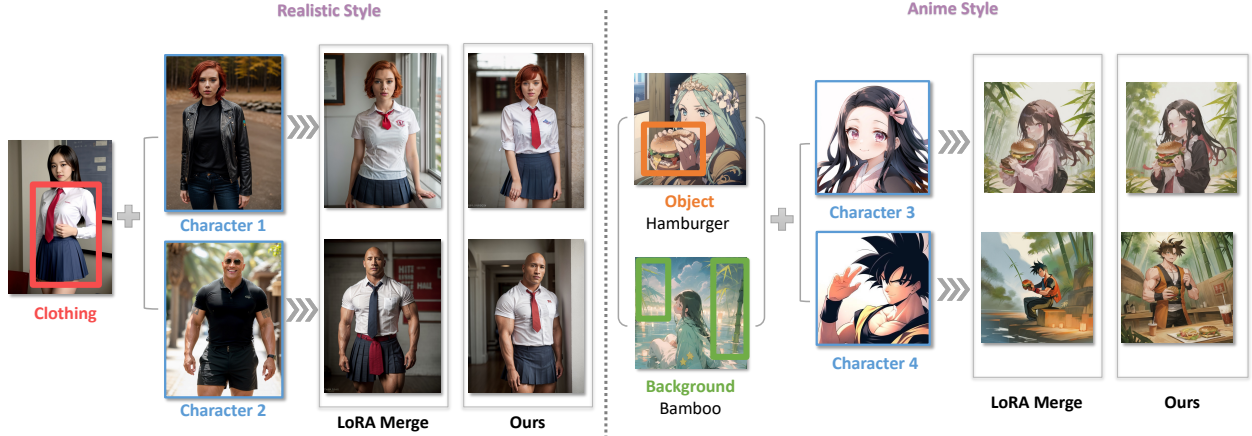 Realistic Style
Anime Style
Clothing
Character 1
Character 2
LoRA Merge
Ours
Object
Hamburger
Background
Bamboo
Character 3
Character 4
LoRA Merge
Ours